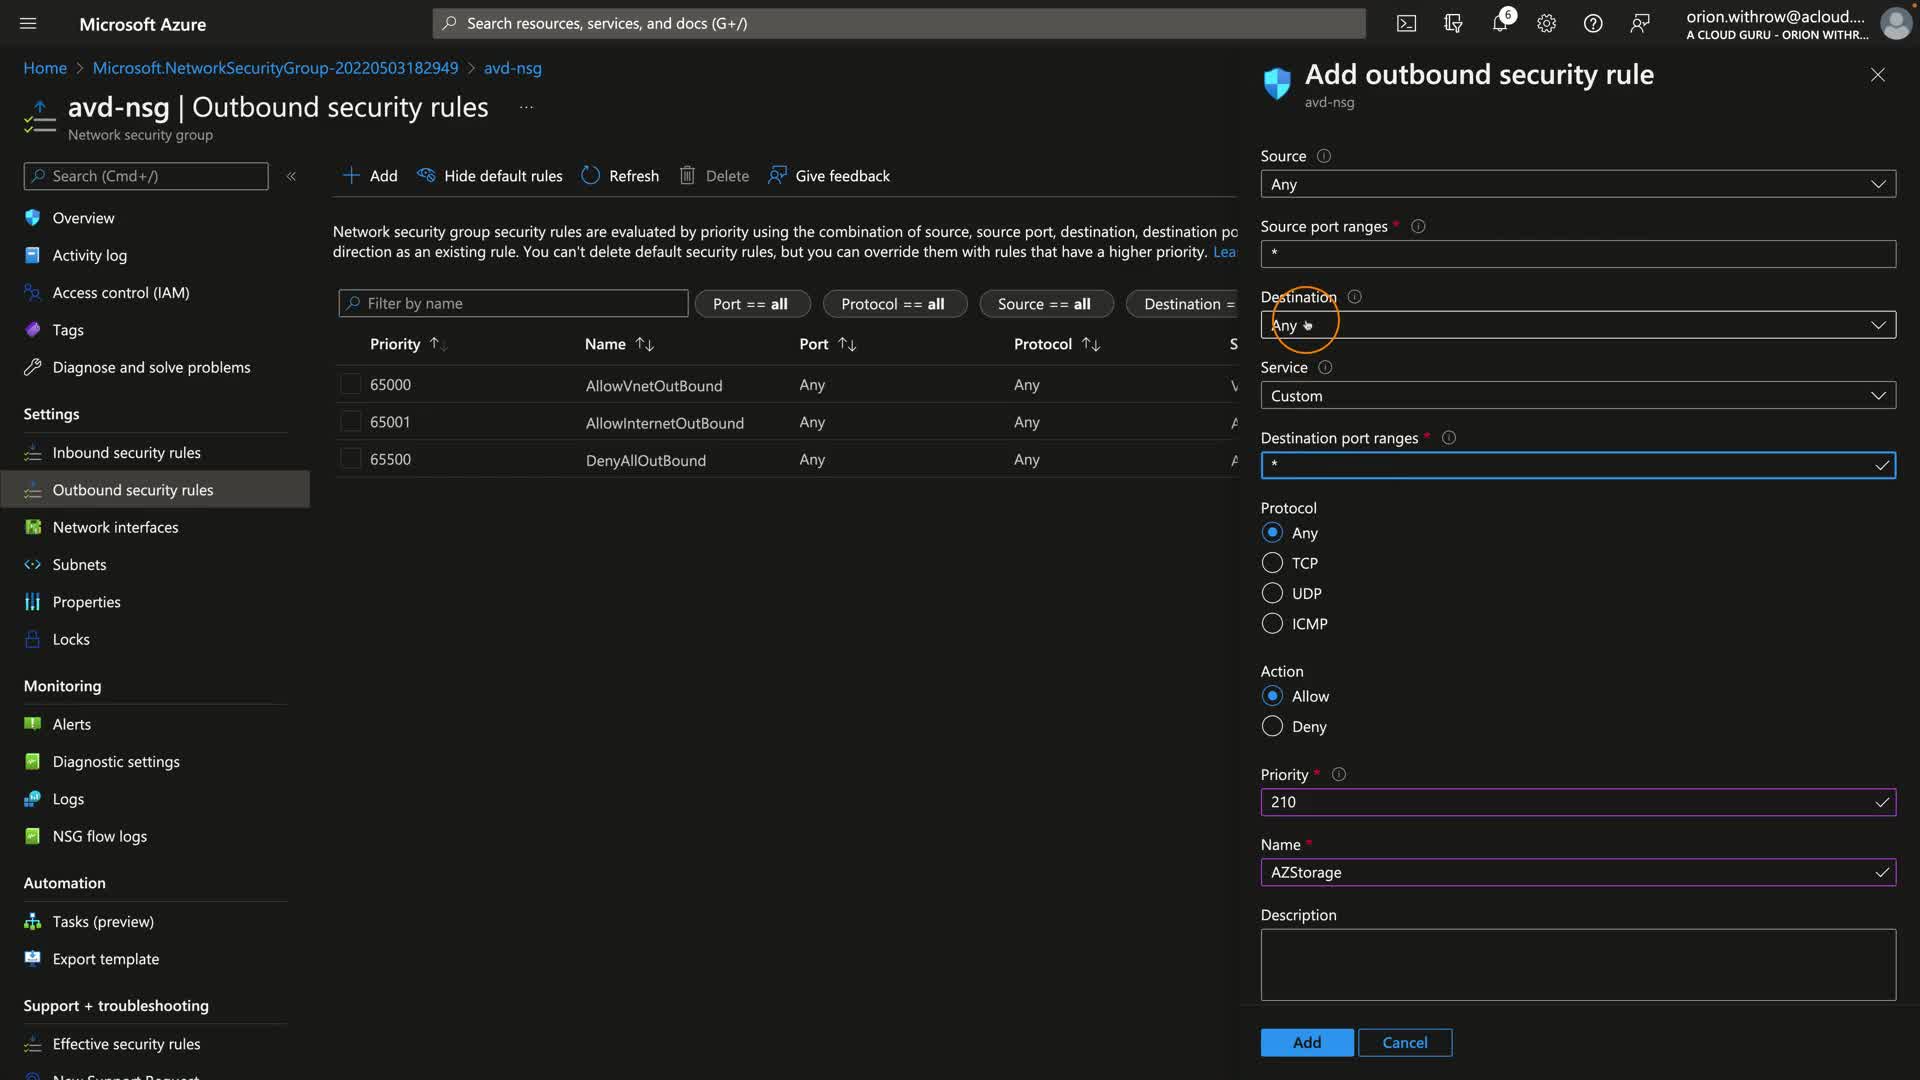 Microsoft Azure
Search resources, services, and docs (G+/)
6
orion.withrow@acloud....
A CLOUD GURU - ORION WITHR...
Home > Microsoft.NetworkSecurityGroup-20220503182949 > avd-nsg
avd-nsg | Outbound security rules ...
Network security group
Search (Cmd+/)
«
Overview
Activity log
Access control (IAM)
Tags
Diagnose and solve problems
Settings
Inbound security rules
Outbound security rules
Network interfaces
Subnets
Properties
Locks
Monitoring
Alerts
Diagnostic settings
Logs
NSG flow logs
Automation
Tasks (preview)
Export template
Support + troubleshooting
Effective security rules
New Support Request
Add
Hide default rules
Refresh
Delete
Give feedback
Network security group security rules are evaluated by priority using the combination of source, source port, destination, destination po
direction as an existing rule. You can't delete default security rules, but you can override them with rules that have a higher priority. Lea
Filter by name
Port == all
Protocol == all
Source == all
Destination =
Priority ↑↓ Name ↑↓ Port ↑↓ Protocol ↑↓ S
65000 AllowVnetOutBound Any Any V
65001 AllowInternetOutBound Any Any A
65500 DenyAllOutBound Any Any A
Add outbound security rule
avd-nsg
Source
Any
Source port ranges *
*
Destination
Any
Service
Custom
Destination port ranges *
*
Protocol
Any
TCP
UDP
ICMP
Action
Allow
Deny
Priority *
210
Name *
AZStorage
Description
Add
Cancel